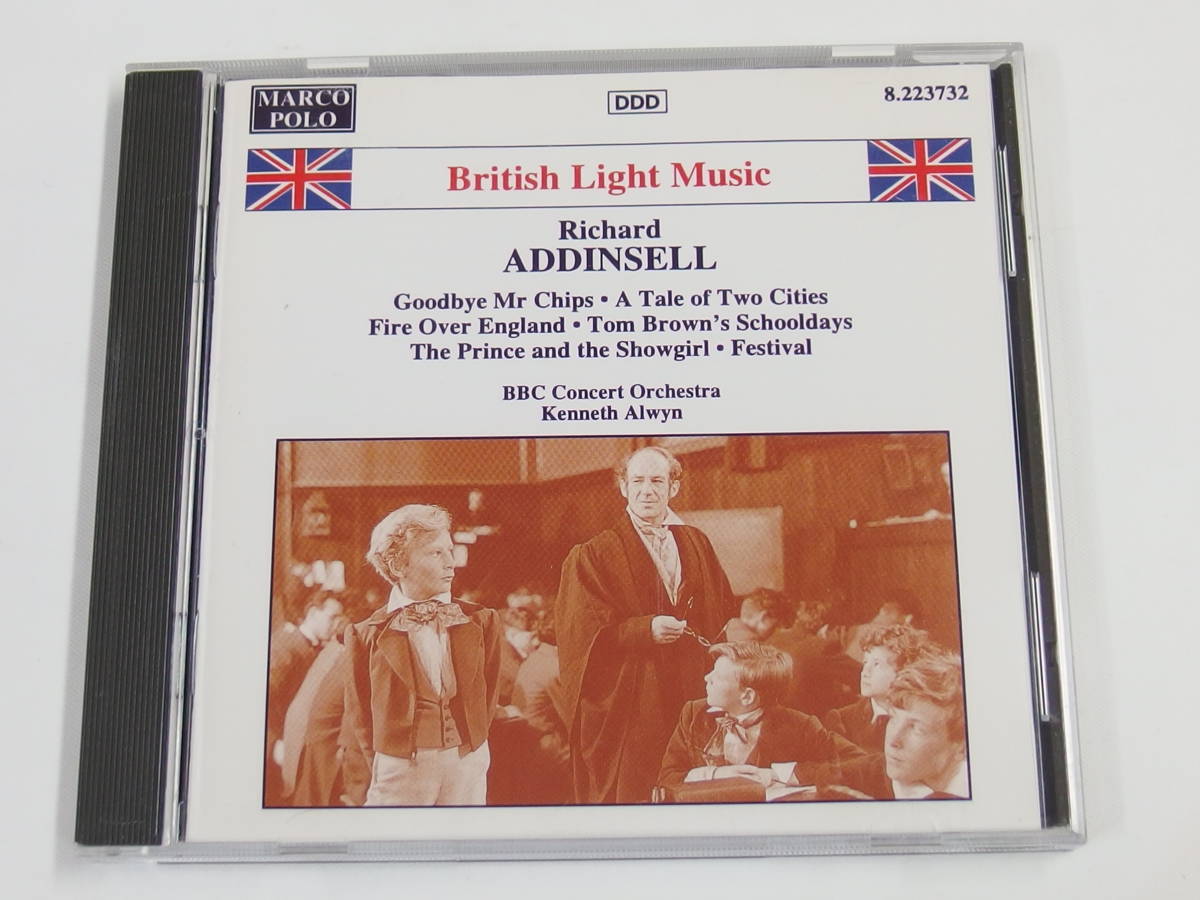 MARCO
POLO
DDD
8.223732
British Light Music
Richard
ADDINSELL
Goodbye Mr Chips • A Tale of Two Cities
Fire Over England • Tom Brown's Schooldays
The Prince and the Showgirl • Festival
BBC Concert Orchestra
Kenneth Alwyn